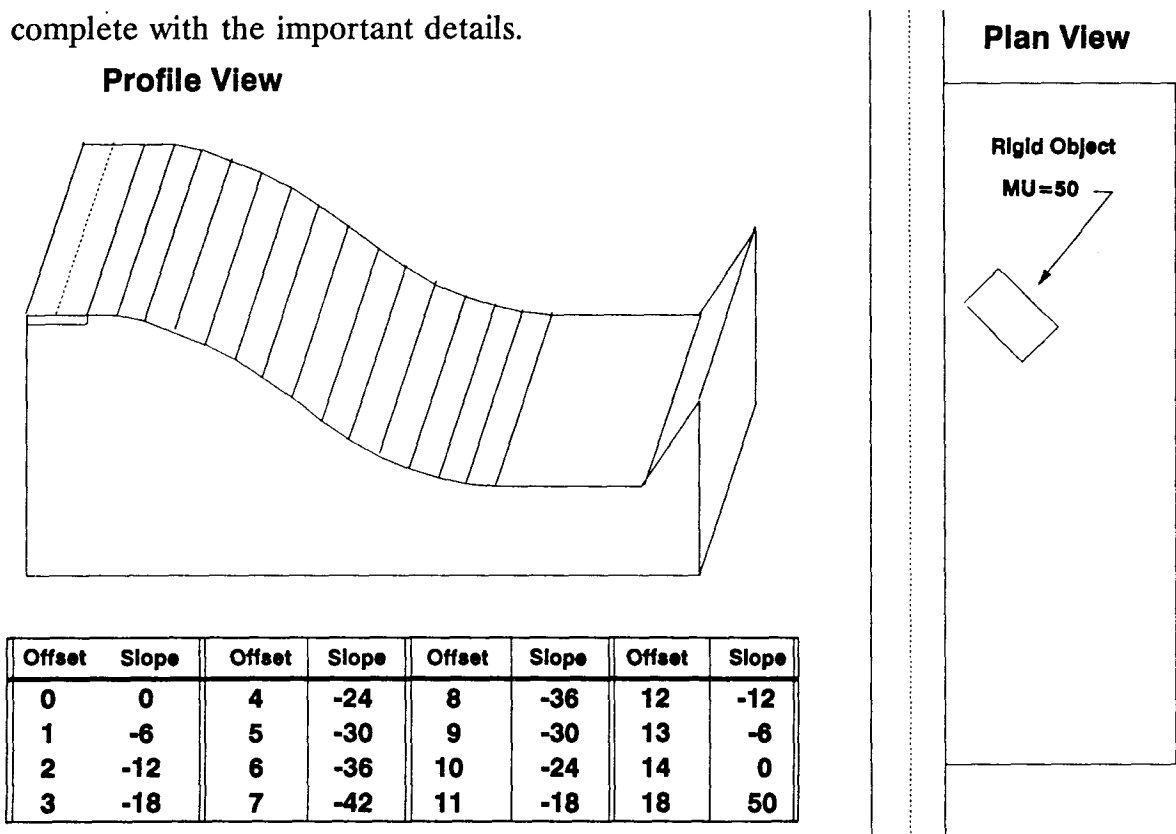 complete with the important details.
Profile View
Plan View
Rigid Object
MU=50
Offset Slope Offset Slope Offset Slope Offset Slope
0 0 4 -24 8 -36 12 -12
1 -6 5 -30 9 -30 13 -6
2 -12 6 -36 10 -24 14 0
3 -18 7 -42 11 -18 18 50